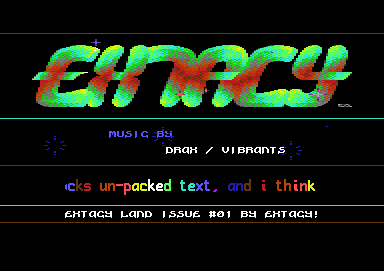 EXTACY
MUSIC BY
DRAX / VIBRANTS
cks un-packed text, and i think
EXTACY LAND ISSUE #01 BY EXTACY!